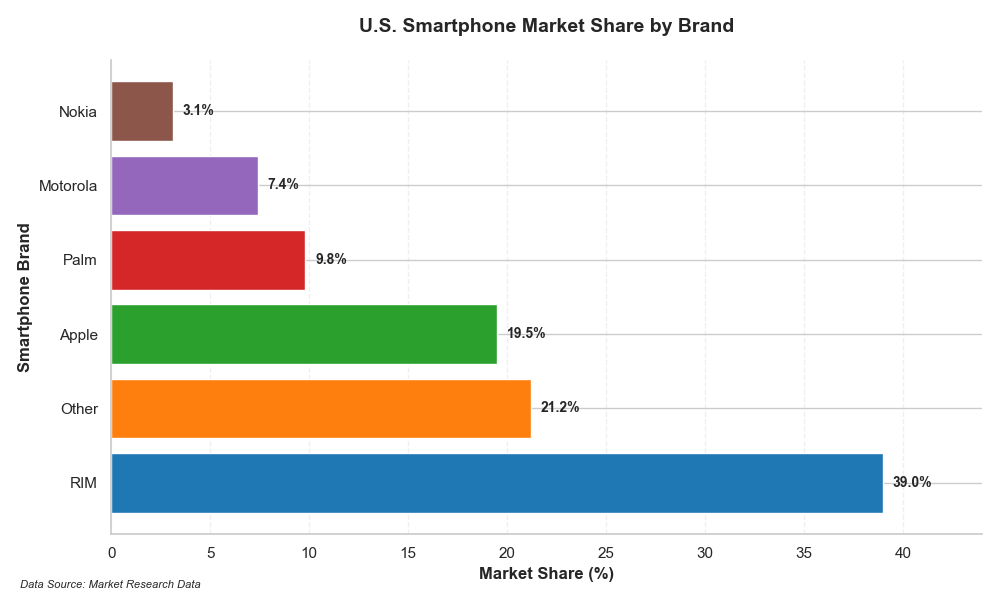 U.S. Smartphone Market Share by Brand
Nokia
3.1%
Motorola
7.4%
Palm
9.8%
Apple
19.5%
Other
21.2%
RIM
39.0%
Smartphone Brand
0 5 10 15 20 25 30 35 40
Market Share (%)
Data Source: Market Research Data